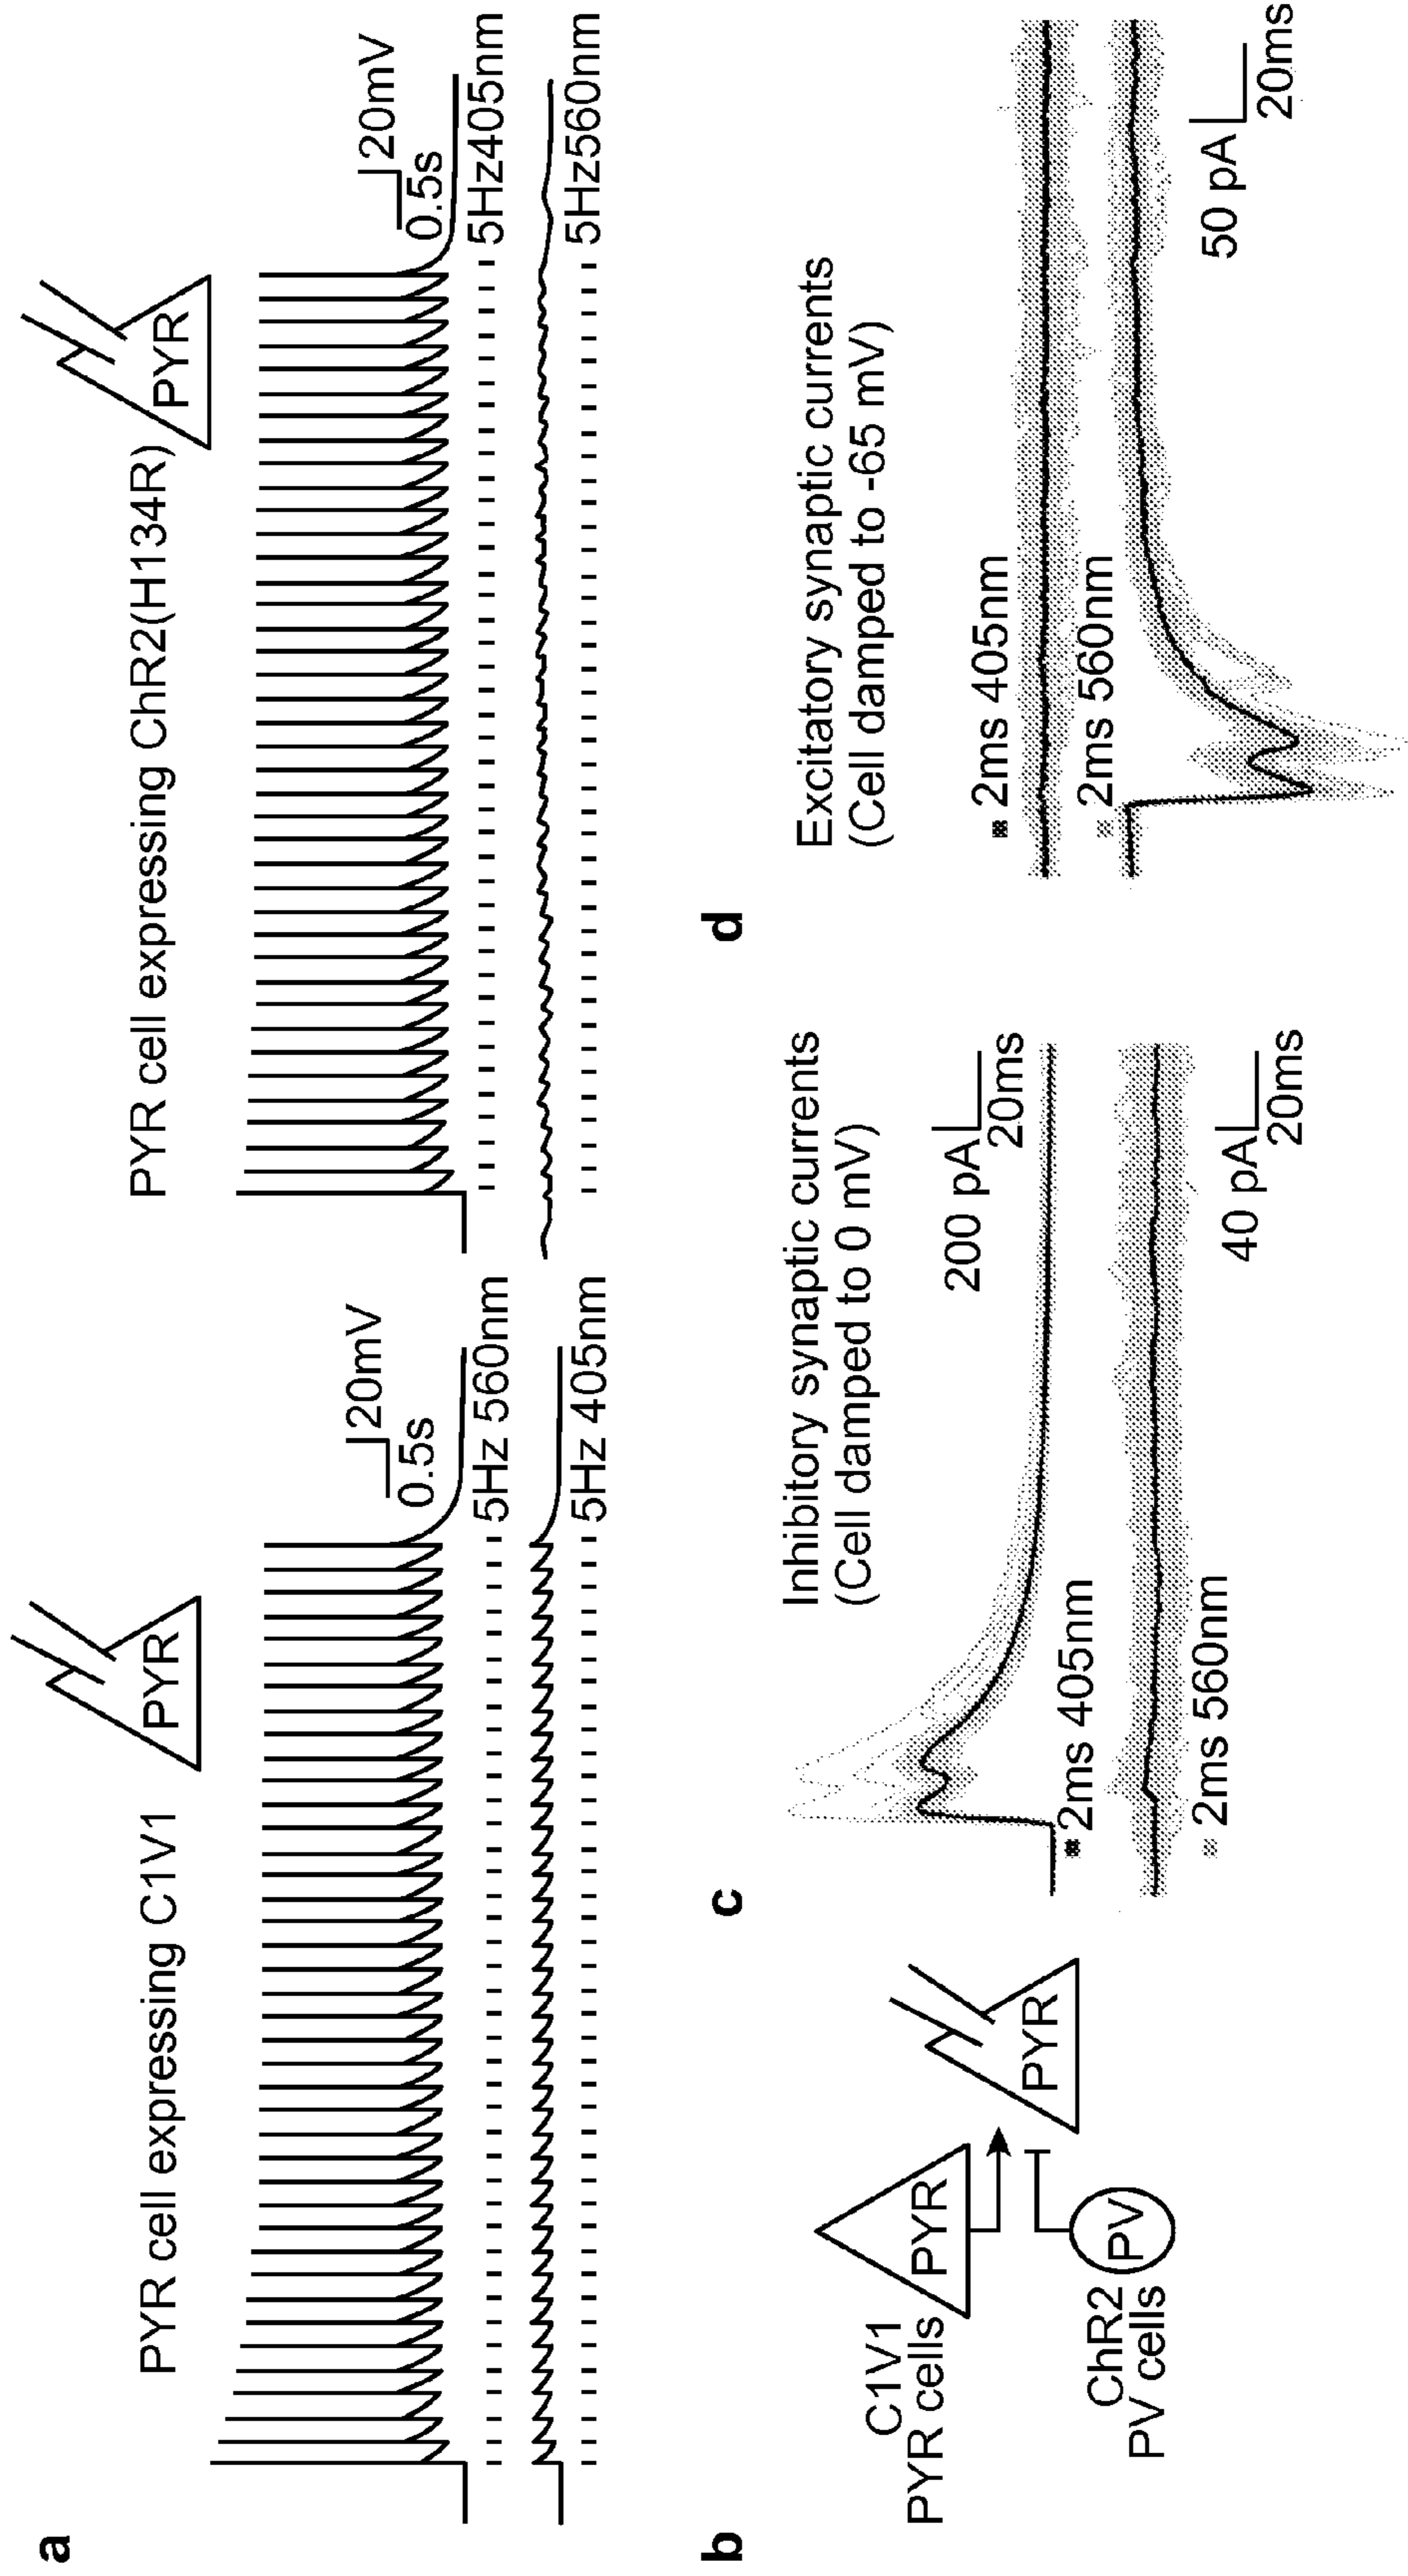 a
PYR cell expressing C1V1
PYR
20mV
0.5s
5Hz 560nm
5Hz 405nm
PYR cell expressing ChR2(H134R)
PYR
20mV
0.5s
5Hz405nm
5Hz560nm
b
C1V1
PYR cells
PYR
PYR
PV
ChR2
PV cells
c
Inhibitory synaptic currents
(Cell damped to 0 mV)
200 pA
20ms
2ms 405nm
2ms 560nm
40 pA
20ms
d
Excitatory synaptic currents
(Cell damped to -65 mV)
2ms 405nm
2ms 560nm
50 pA
20ms